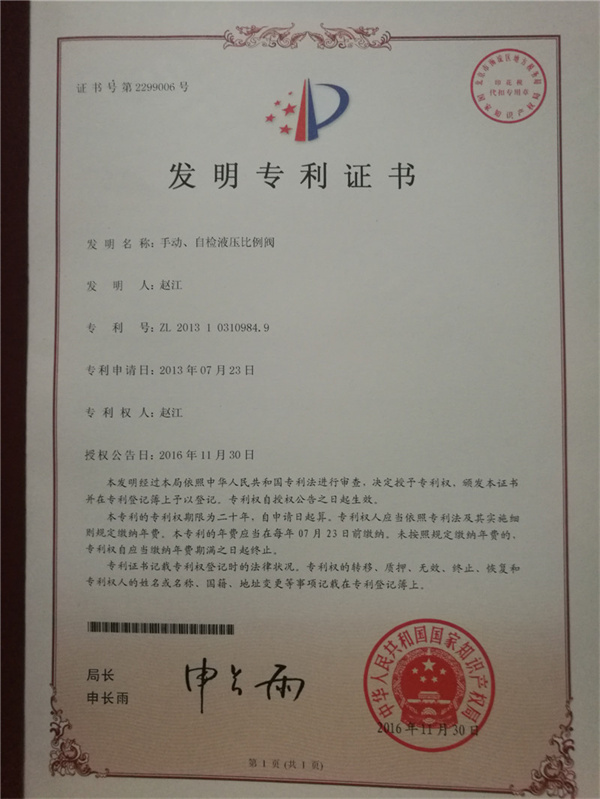 证书号第2299006号
印花税
代扣专用章
国家知识产权局
发明专利证书
发明名称：手动、自检液压比例阀
发明人：赵江
专利号：ZL 2013 1 0310984.9
专利申请日：2013年07月23日
专利权人：赵江
授权公告日：2016年11月30日
本发明经过本局依照中华人民共和国专利法进行审查，决定授予专利权，颁发本证书
并在专利登记簿上予以登记。专利权自授权公告之日起生效。
本专利的专利权期限为二十年，自申请日起算。专利权人应当依照专利法及其实施细
则规定缴纳年费。本专利的年费应当在每年07月23日前缴纳。未按照规定缴纳年费的，
专利权自应当缴纳年费期满之日起终止。
专利证书记载专利权登记时的法律状况。专利权的转移、质押、无效、终止、恢复和
专利权人的姓名或名称、国籍、地址变更等事项记载在专利登记簿上。
局长
申长雨
申长雨
中华人民共和国国家知识产权局
2016年11月30日
第1页(共1页)